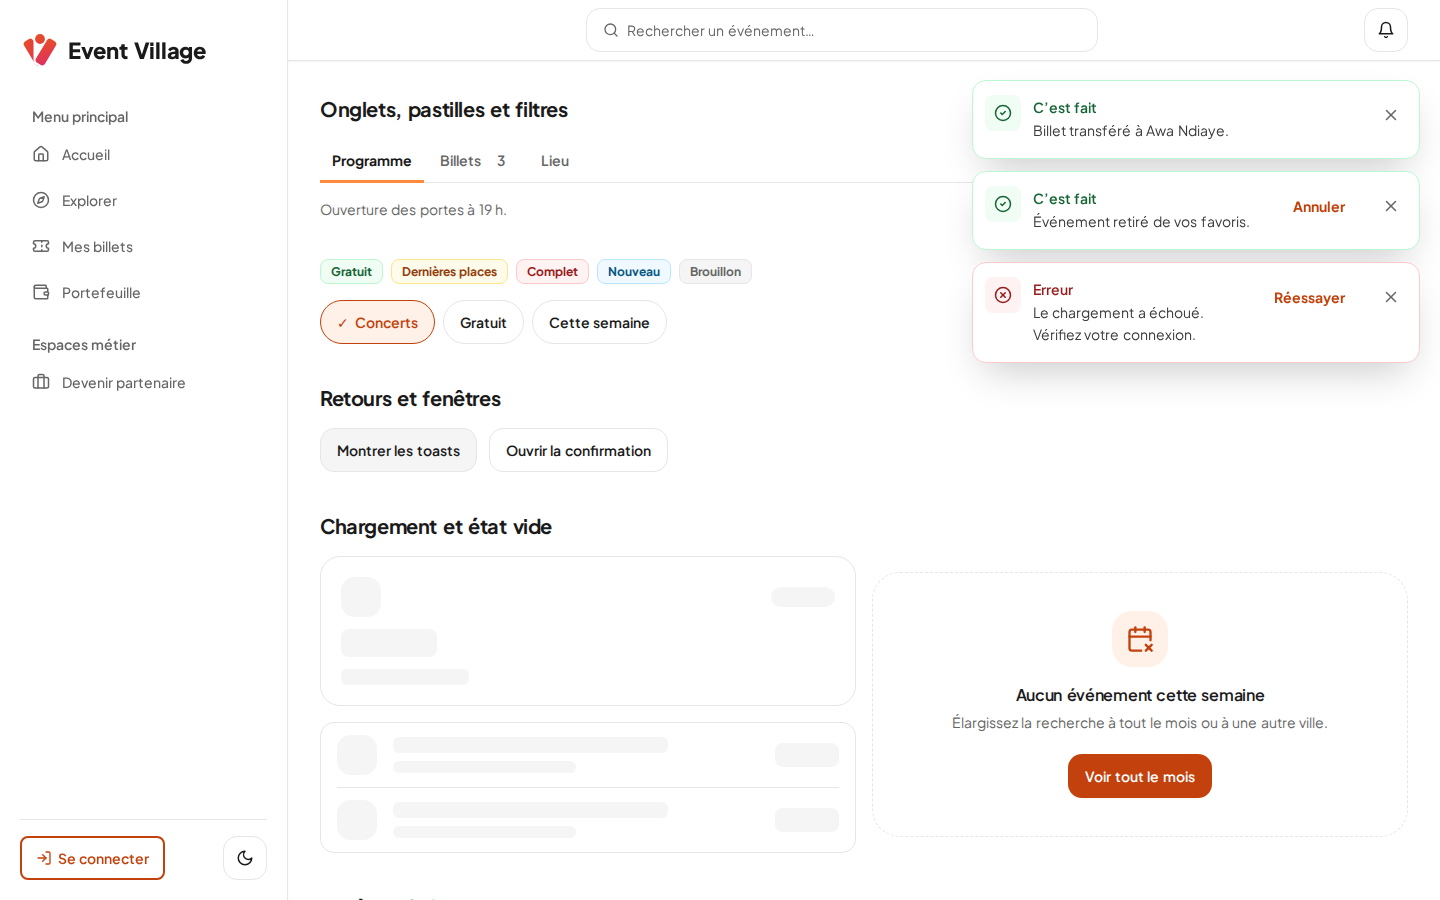 Event Village
Menu principal
Accueil
Explorer
Mes billets
Portefeuille
Espaces métier
Devenir partenaire
Se connecter
Rechercher un événement…
Onglets, pastilles et filtres
Programme Billets 3 Lieu
Ouverture des portes à 19 h.
Gratuit Dernières places Complet Nouveau Brouillon
✓ Concerts Gratuit Cette semaine
Retours et fenêtres
Montrer les toasts Ouvrir la confirmation
Chargement et état vide
Aucun événement cette semaine
Élargissez la recherche à tout le mois ou à une autre ville.
Voir tout le mois
C’est fait
Billet transféré à Awa Ndiaye.
C’est fait
Événement retiré de vos favoris.
Annuler
Erreur
Le chargement a échoué.
Vérifiez votre connexion.
Réessayer